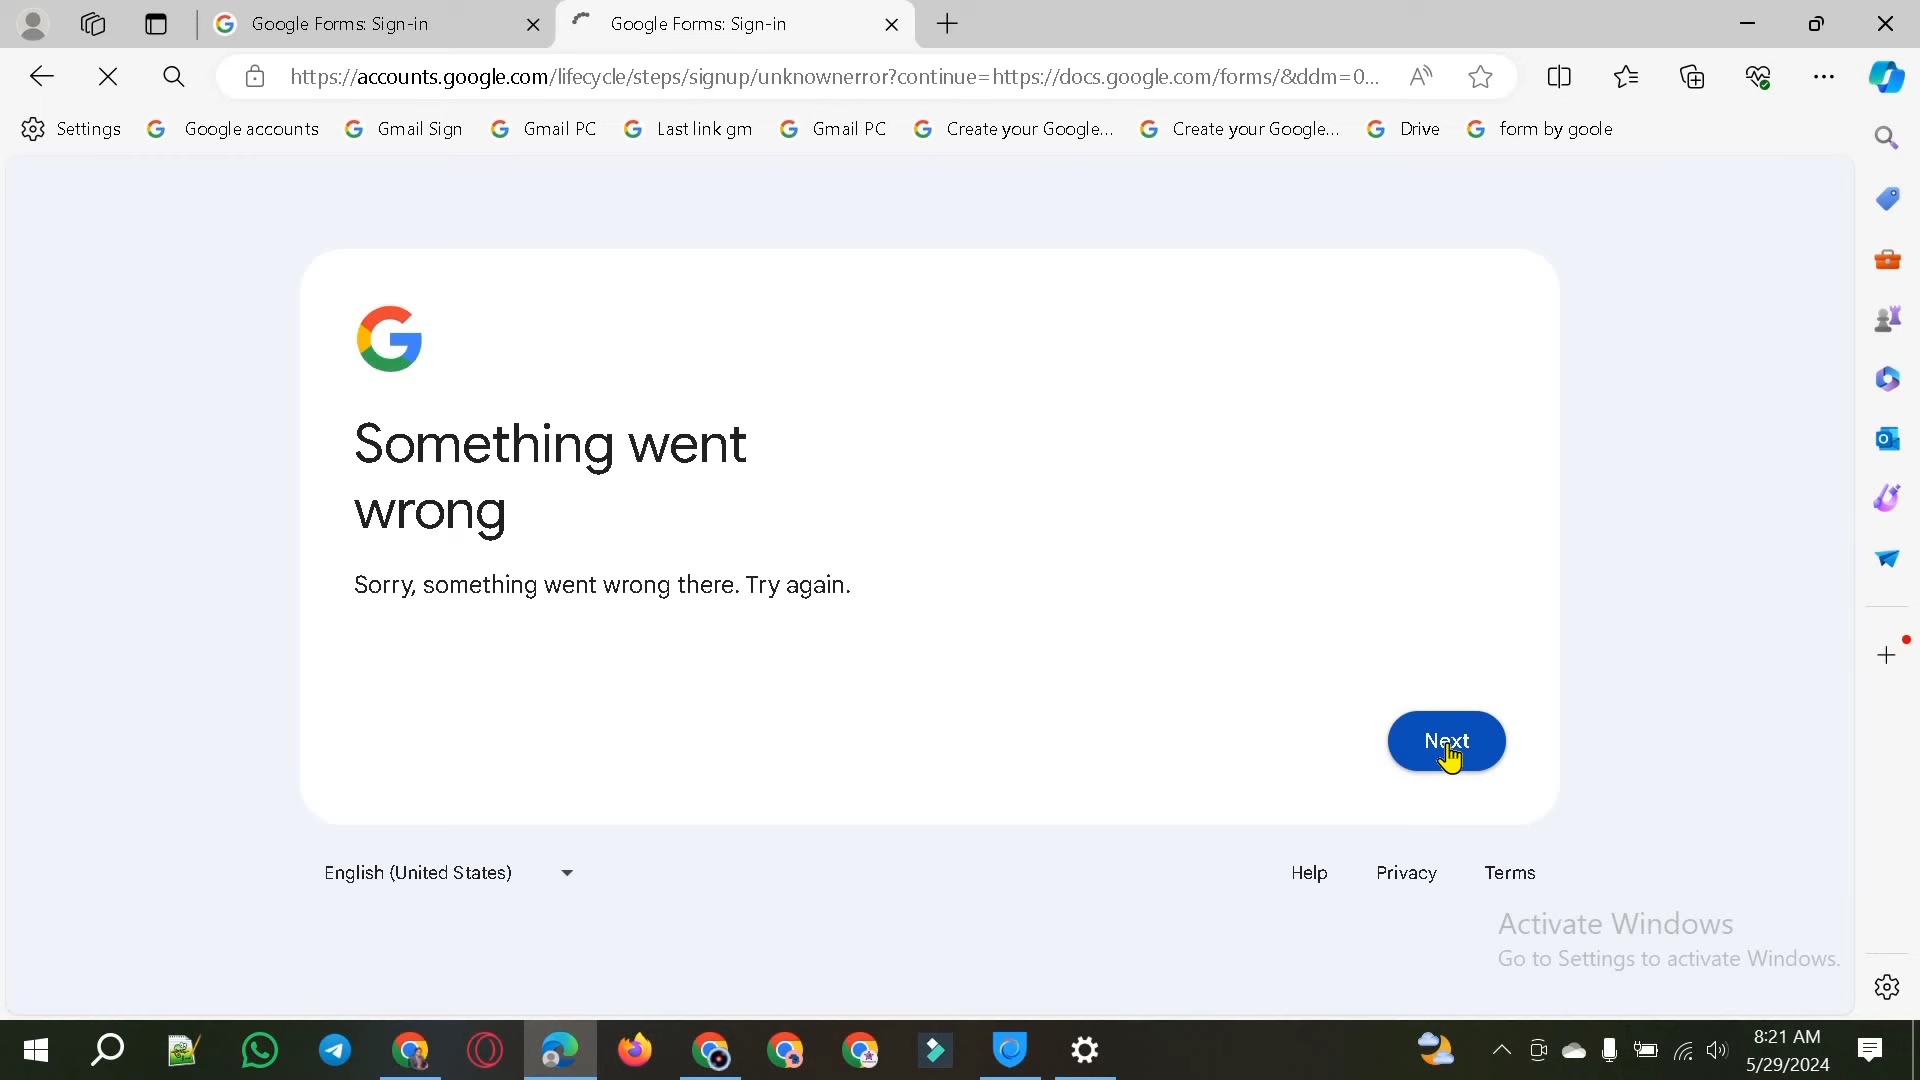 Google Forms: Sign-in
Google Forms: Sign-in
https://accounts.google.com/lifecycle/steps/signup/unknownerror?continue=https://docs.google.com/forms/&ddm=0...
Settings
Google accounts
Gmail Sign
Gmail PC
Last link gm
Gmail PC
Create your Google...
Create your Google...
Drive
form by goole
Something went
wrong
Sorry, something went wrong there. Try again.
Next
English (United States)
Help
Privacy
Terms
Activate Windows
Go to Settings to activate Windows.
8:21 AM
5/29/2024